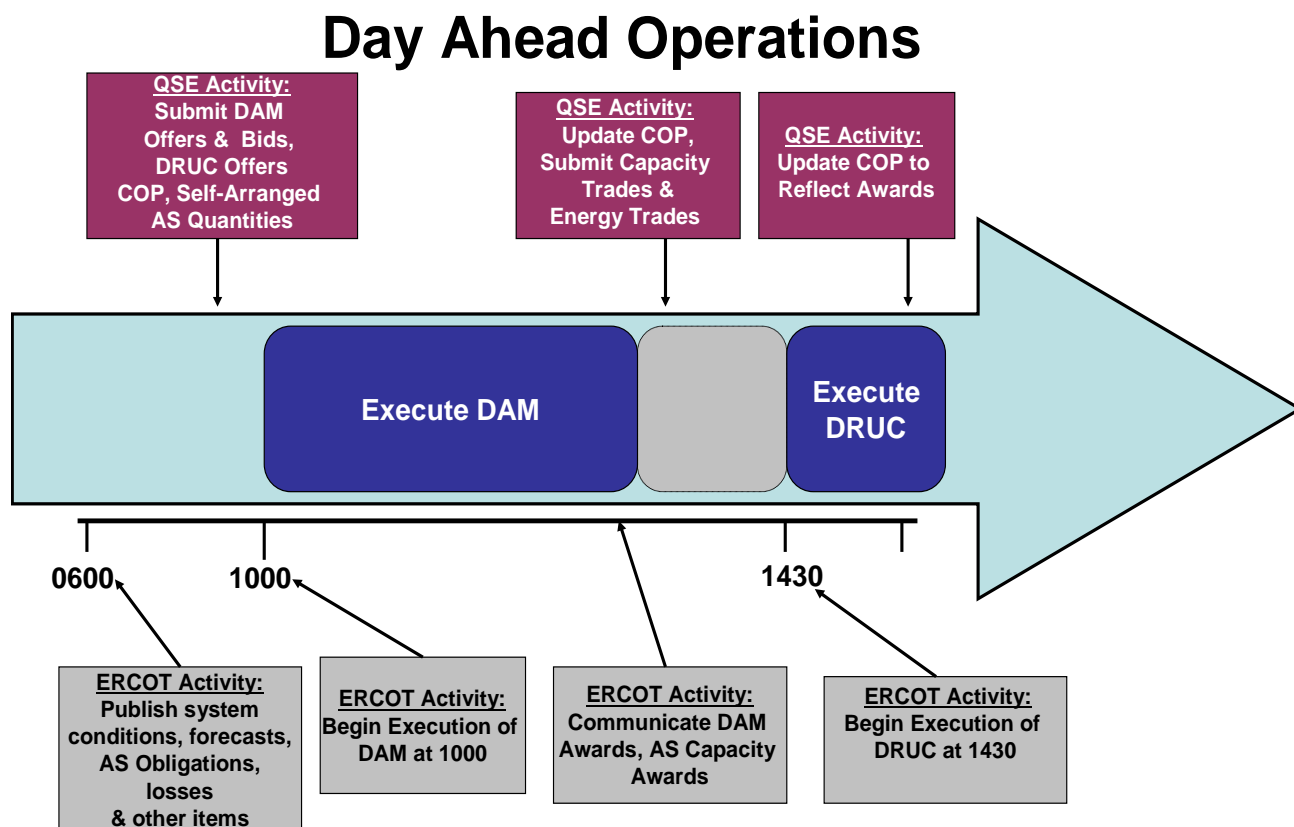 Day Ahead Operations
QSE Activity:
Submit DAM
Offers & Bids,
DRUC Offers
COP, Self-Arranged
AS Quantities
QSE Activity:
Update COP,
Submit Capacity
Trades &
Energy Trades
QSE Activity:
Update COP to
Reflect Awards
Execute DAM
Execute
DRUC
0600
1000
1430
ERCOT Activity:
Publish system
conditions, forecasts,
AS Obligations,
losses
& other items
ERCOT Activity:
Begin Execution of
DAM at 1000
ERCOT Activity:
Communicate DAM
Awards, AS Capacity
Awards
ERCOT Activity:
Begin Execution of
DRUC at 1430